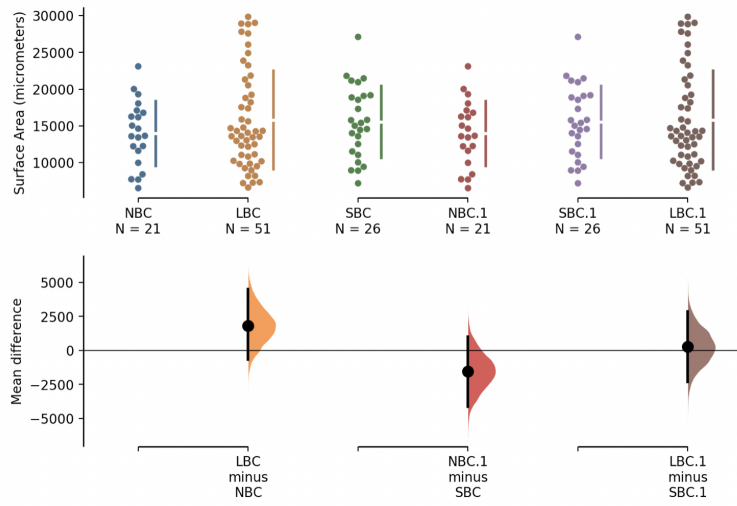 Surface Area (micrometers)
30000
25000
20000
15000
10000
NBC
N = 21
LBC
N = 51
SBC
N = 26
NBC.1
N = 21
SBC.1
N = 26
LBC.1
N = 51
Mean difference
5000
2500
0
−2500
−5000
LBC
minus
NBC
NBC.1
minus
SBC
LBC.1
minus
SBC.1